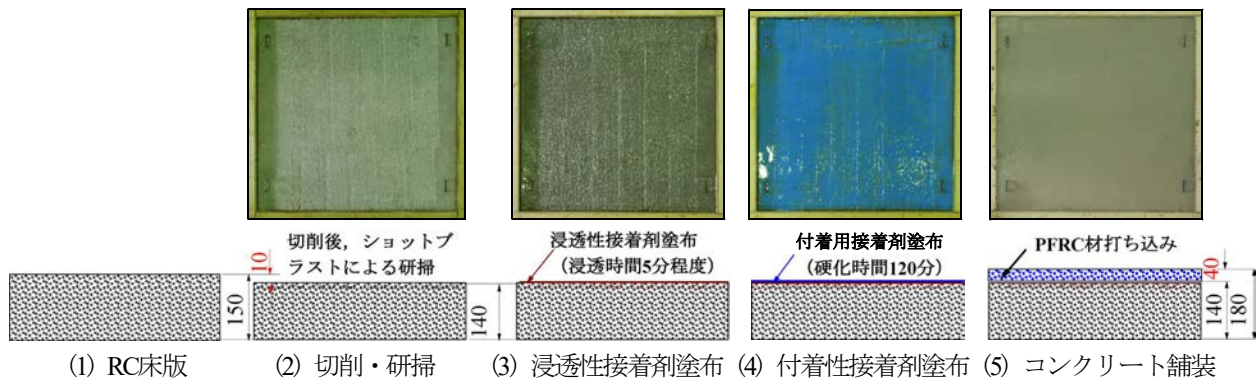 切削後，ショットブ
ラストによる研掃
浸透性接着剤塗布
（浸透時間5分程度）
付着用接着剤塗布
（硬化時間120分）
PFRC材打ち込み
10
150
140
40
140
180
(1) RC床版
(2) 切削・研掃
(3) 浸透性接着剤塗布
(4) 付着性接着剤塗布
(5) コンクリート舗装